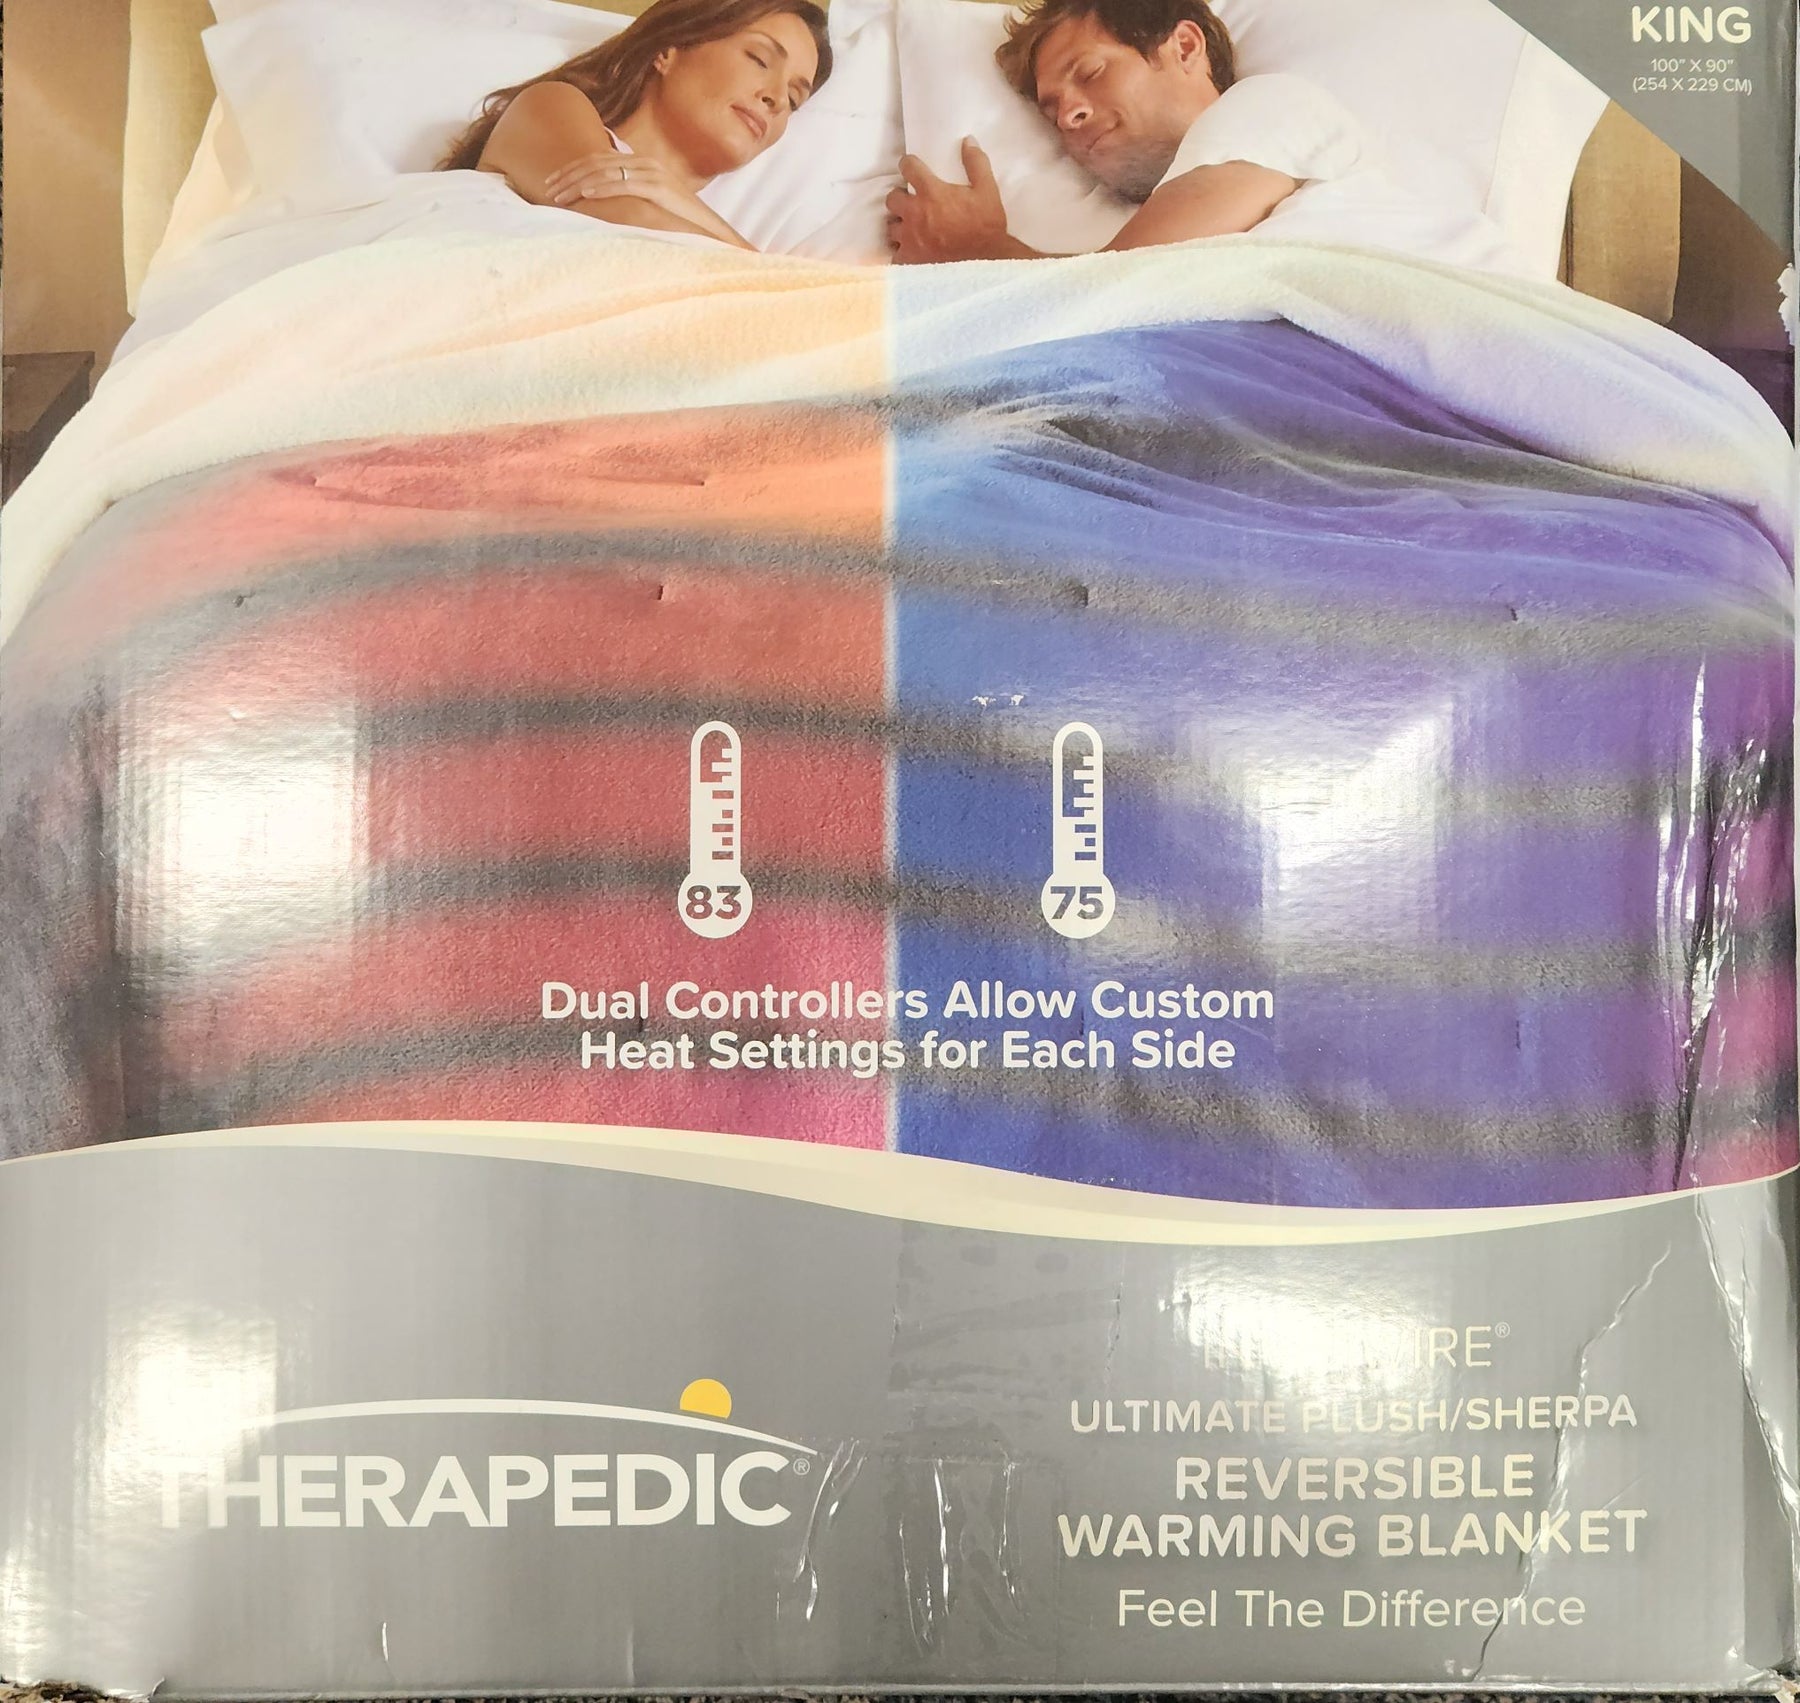 KING
100" X 90"
(254 X 229 CM)
83
75
Dual Controllers Allow Custom
Heat Settings for Each Side
THERAPEDIC®
ULTIMATE PLUSH/SHERPA
REVERSIBLE
WARMING BLANKET
Feel The Difference